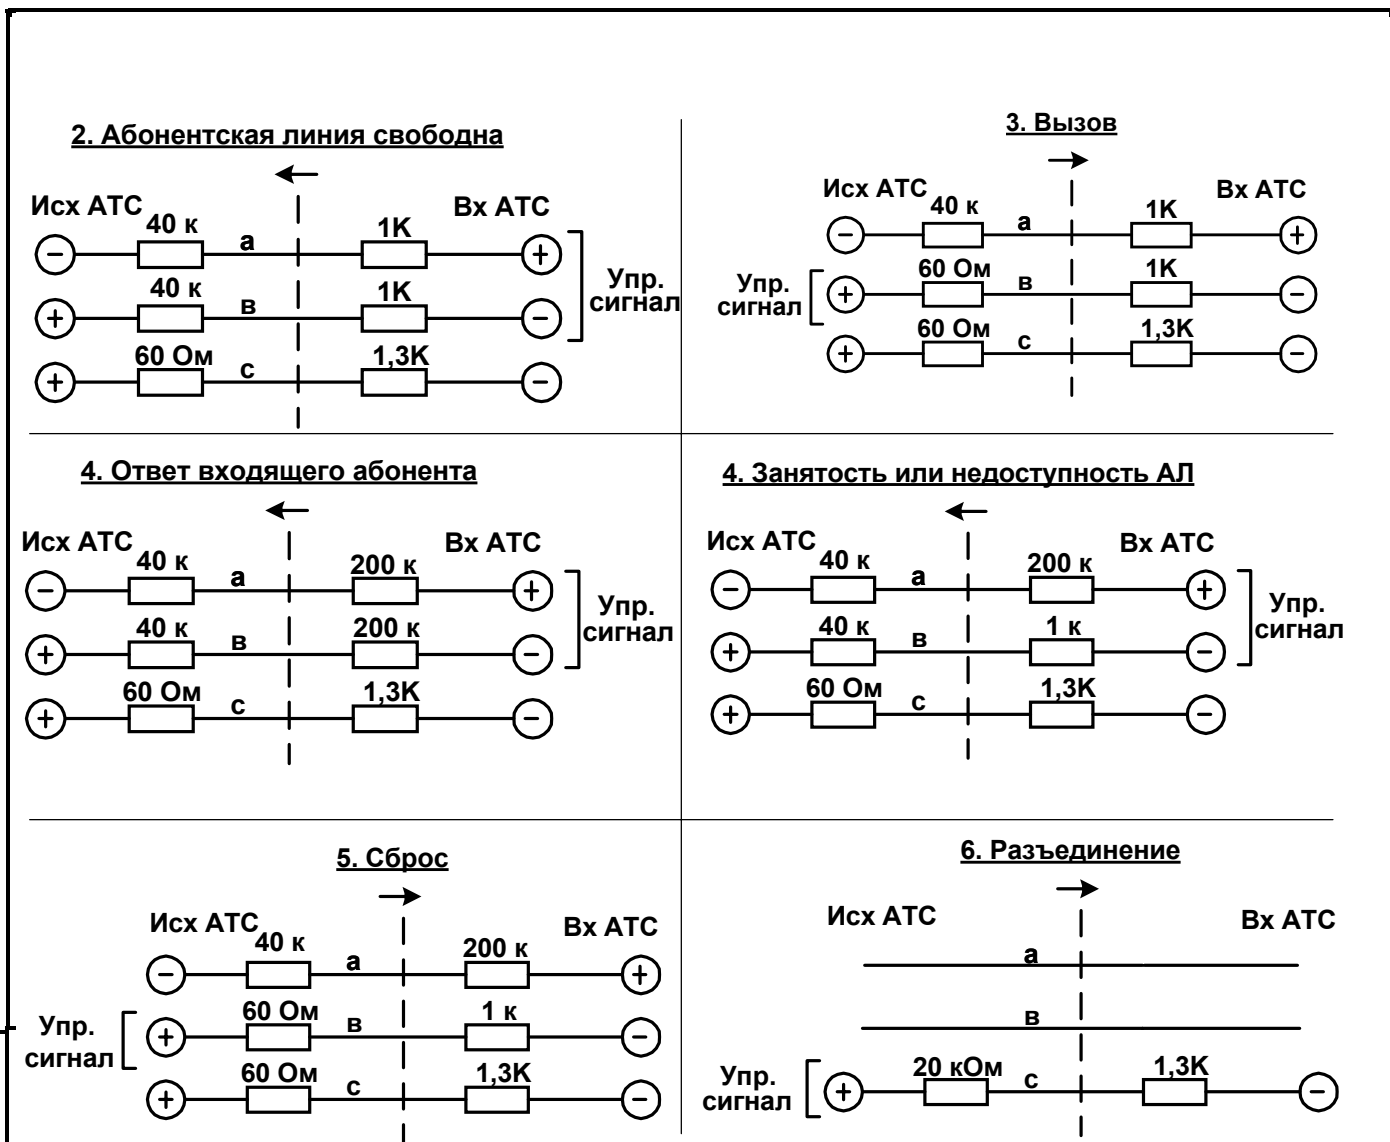 2. Абонентская линия свободна
Исх АТС
Вх АТС
40 к
а
1К
−
+
40 к
в
1К
+
−
60 Ом
с
1,3К
+
−
Упр.
сигнал
3. Вызов
Исх АТС
Вх АТС
40 к
а
1К
−
+
Упр.
сигнал
60 Ом
в
1К
+
−
60 Ом
с
1,3К
+
−
4. Ответ входящего абонента
Исх АТС
Вх АТС
40 к
а
200 к
−
+
40 к
в
200 к
+
−
60 Ом
с
1,3К
+
−
Упр.
сигнал
4. Занятость или недоступность АЛ
Исх АТС
Вх АТС
40 к
а
200 к
−
+
40 к
в
1 к
+
−
60 Ом
с
1,3К
+
−
Упр.
сигнал
5. Сброс
Исх АТС
Вх АТС
40 к
а
200 к
−
+
Упр.
сигнал
60 Ом
в
1 к
+
−
60 Ом
с
1,3К
+
−
6. Разъединение
Исх АТС
Вх АТС
а
в
Упр.
сигнал
20 кОм
с
1,3К
+
−